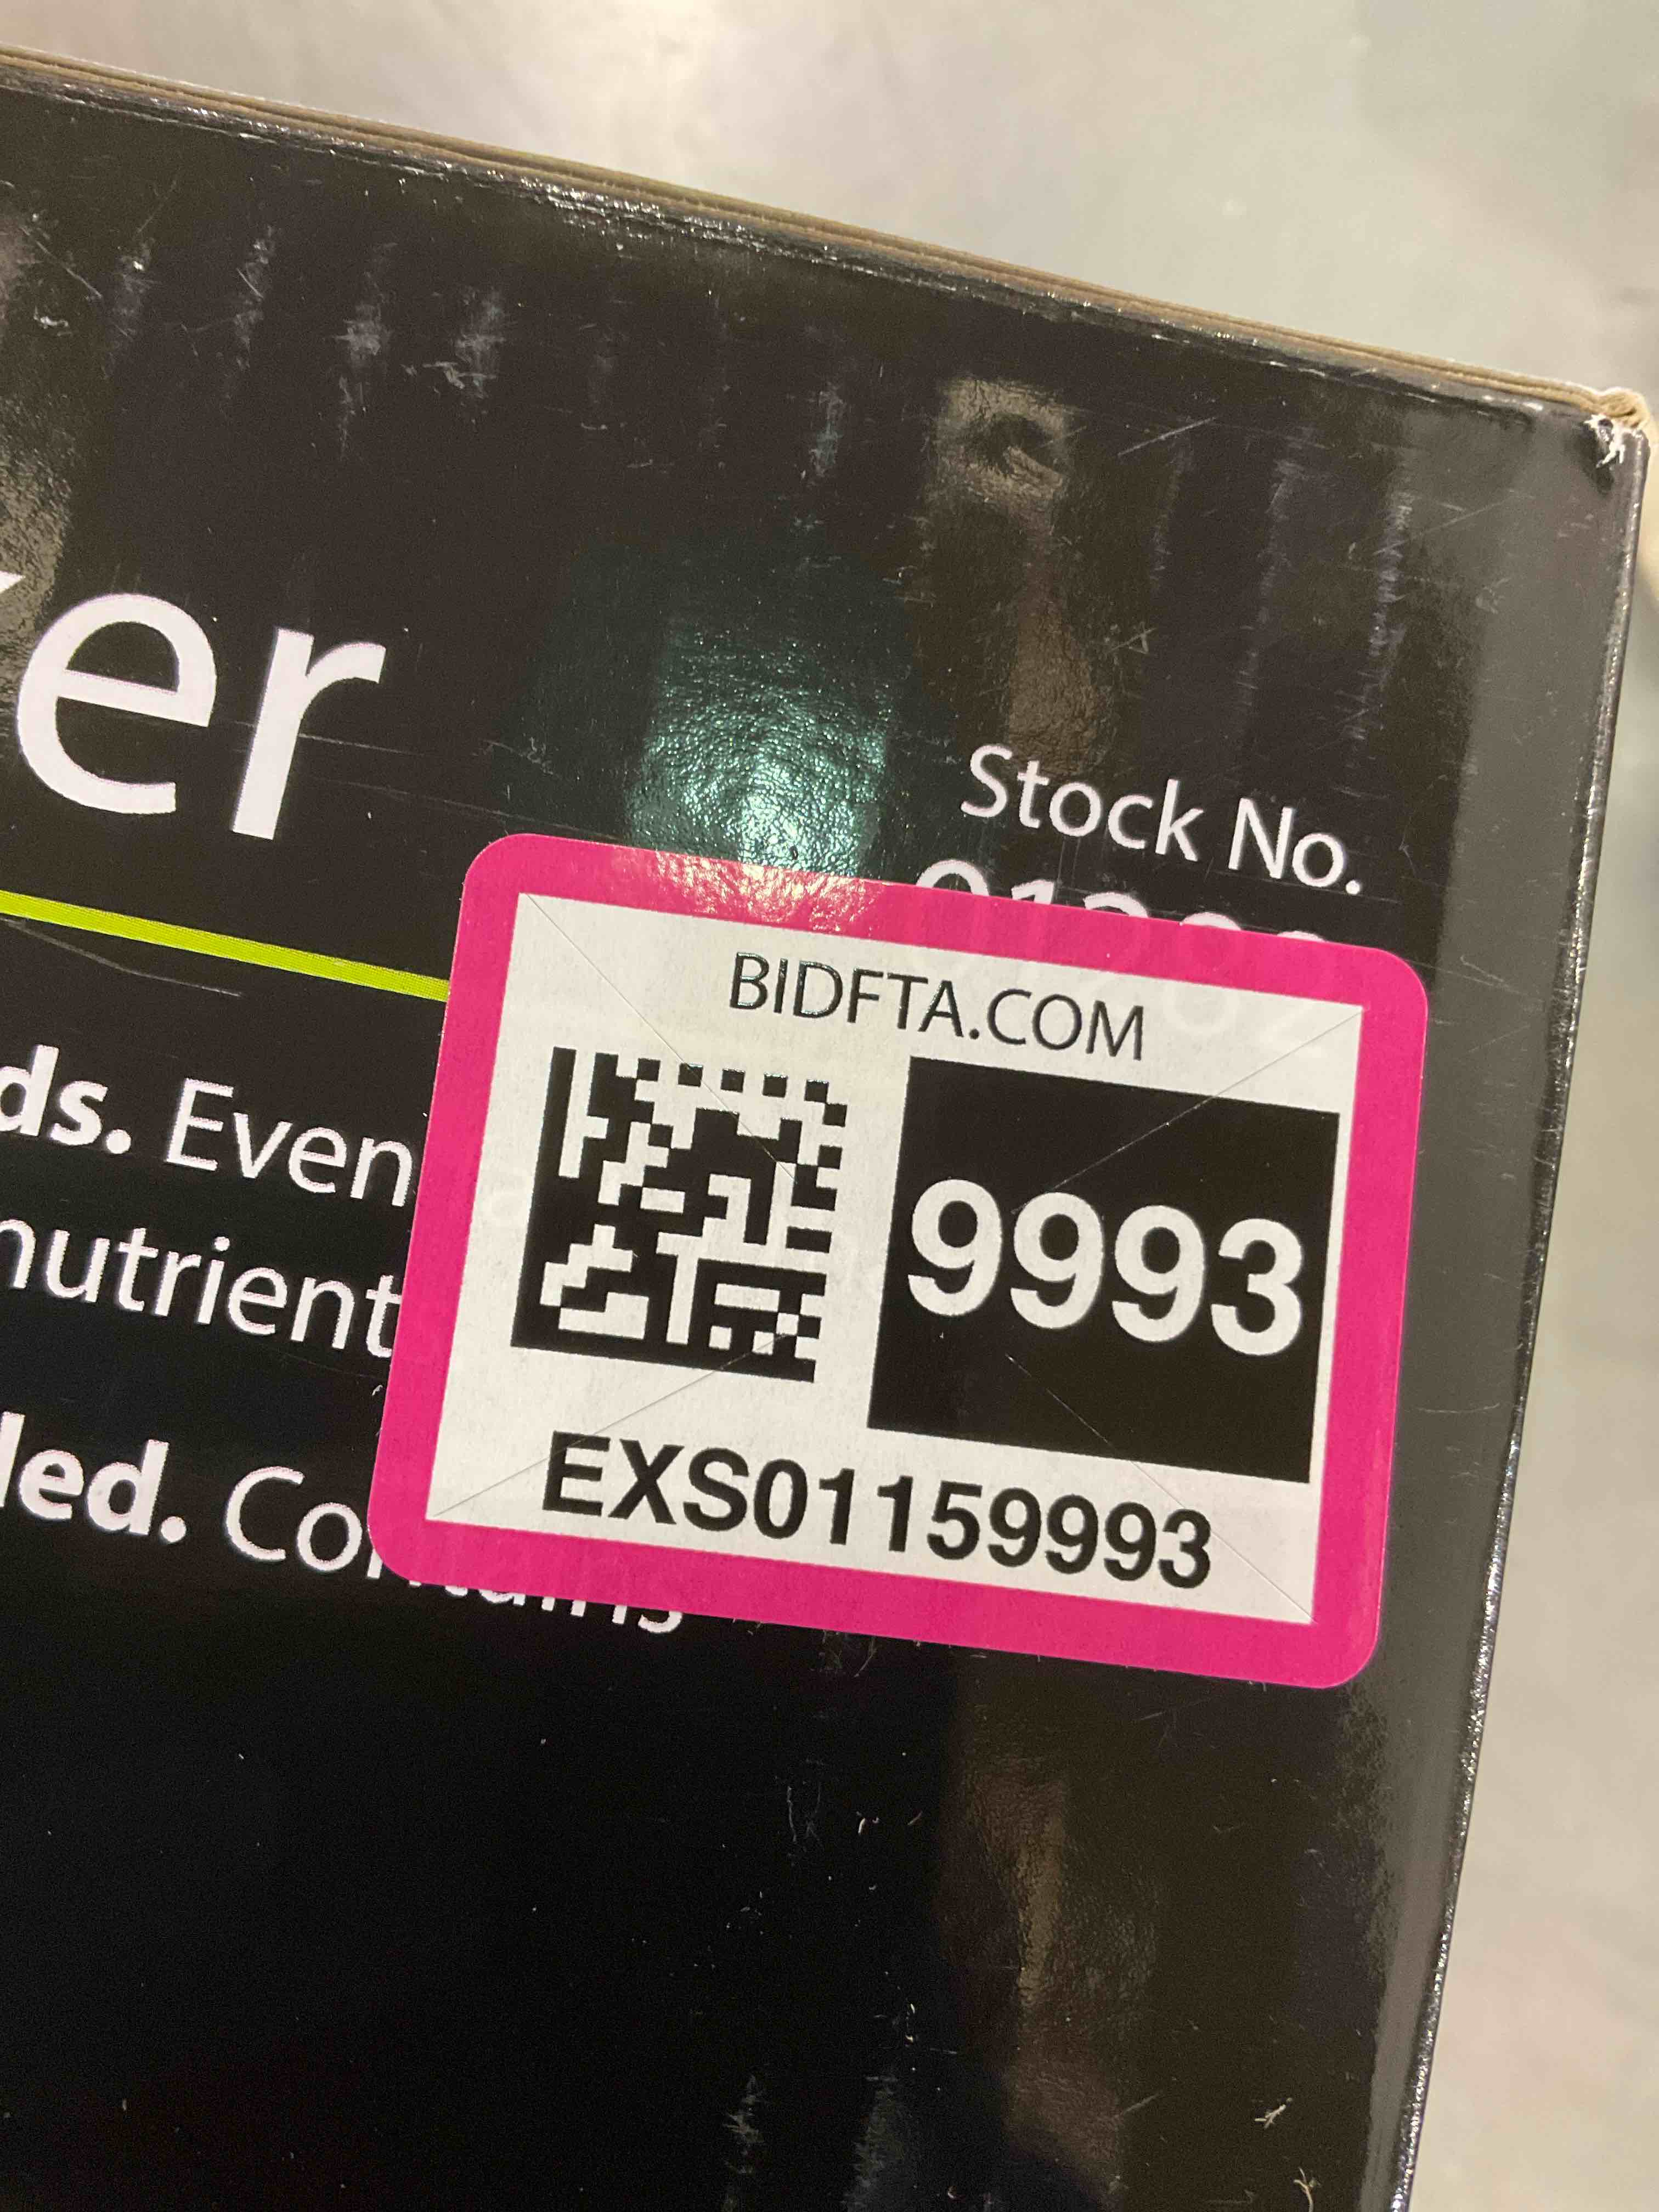 er
Stock No.
ds. Even
nutrient
led. Co
BIDFTA.COM
9993
EXS01159993